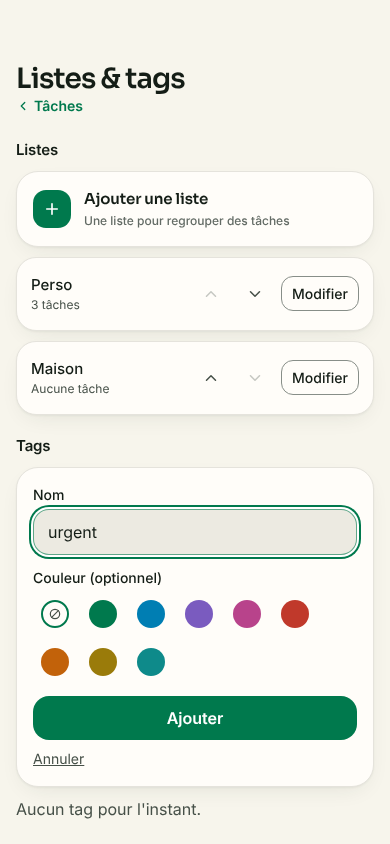 Listes & tags
Tâches
Listes
Ajouter une liste
Une liste pour regrouper des tâches
Perso
3 tâches
Modifier
Maison
Aucune tâche
Modifier
Tags
Nom
urgent
Couleur (optionnel)
Ajouter
Annuler
Aucun tag pour l'instant.